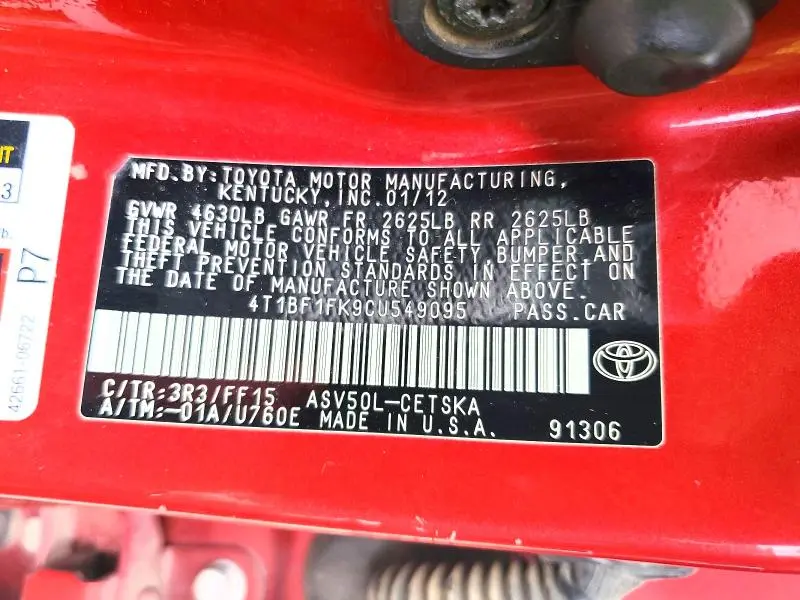 MFD.BY:TOYOTA MOTOR MANUFACTURING,
KENTUCKY,INC.01/12
GVWR 4630LB GAWR FR 2625LB RR 2625LB
THIS VEHICLE CONFORMS TO ALL APPLICABLE
FEDERAL MOTOR VEHICLE SAFETY BUMPER,AND
THEFT PREVENTION STANDARDS IN EFFECT ON
THE DATE OF MANUFACTURE SHOWN ABOVE.
4T1BF1FK9CU549095 PASS.CAR
C/TR:3R3/FF15 ASV50L-CETSKA
A/TM:-01A/U760E MADE IN U.S.A. 91306
3
P7
42661-06722